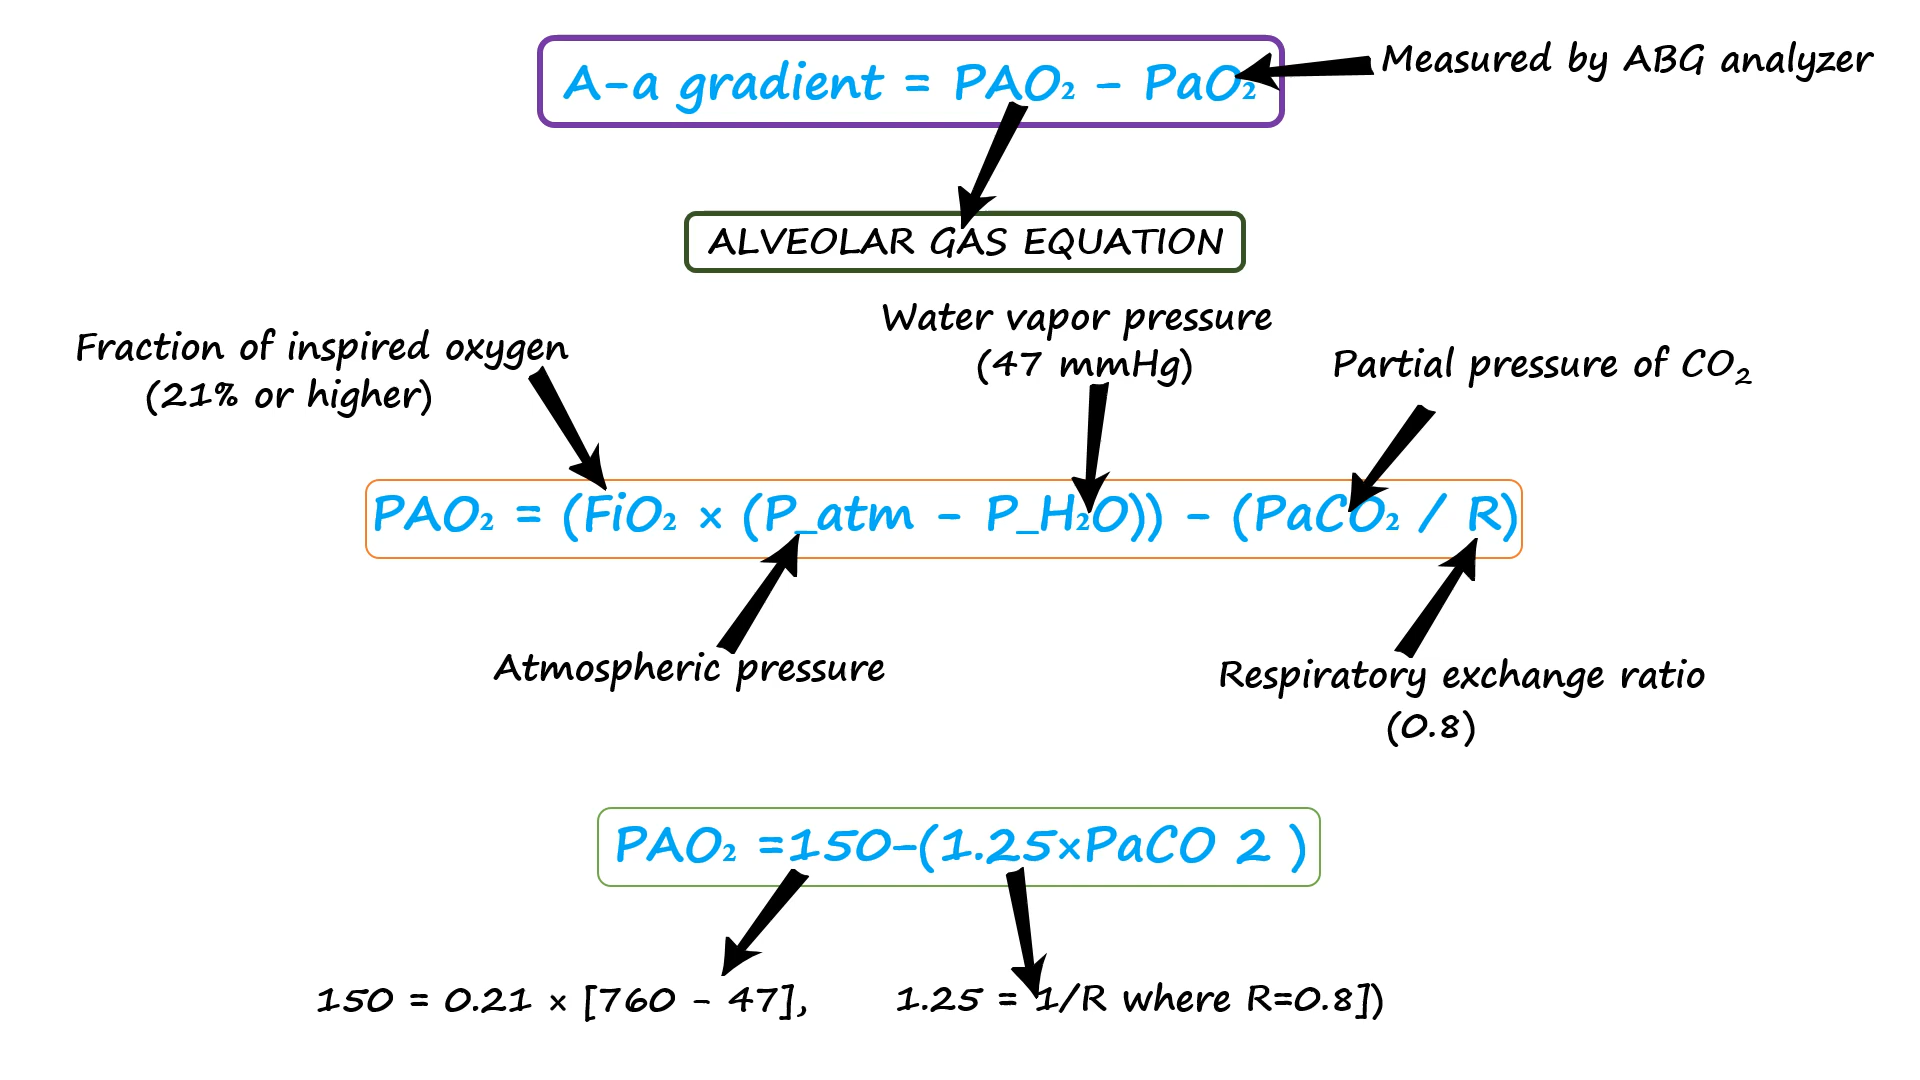 A-a gradient = PAO₂ - PaO₂
Measured by ABG analyzer
ALVEOLAR GAS EQUATION
Fraction of inspired oxygen
(21% or higher)
Water vapor pressure
(47 mmHg)
Partial pressure of CO₂
PAO₂ = (FiO₂ × (P_atm - P_H₂O)) - (PaCO₂ / R)
Atmospheric pressure
Respiratory exchange ratio
(0.8)
PAO₂ =150-(1.25×PaCO 2 )
150 = 0.21 × [760 - 47],
1.25 = 1/R where R=0.8])